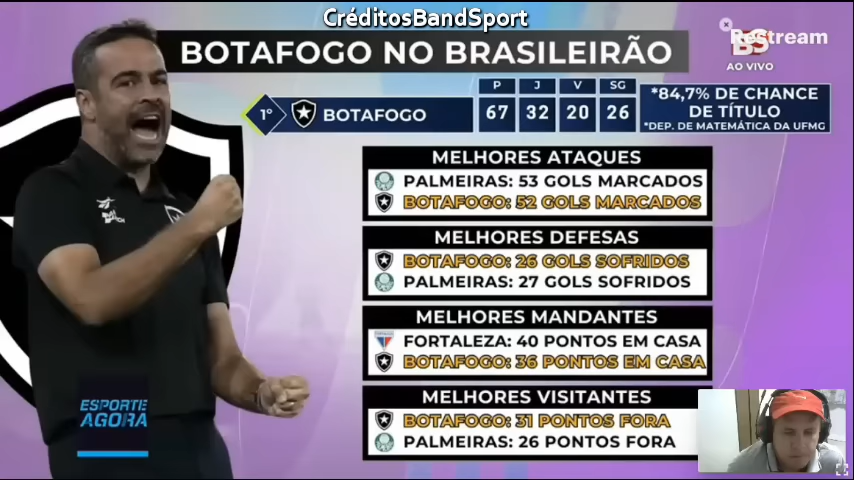 CréditosBandSport
Restream
BS
AO VIVO
BOTAFOGO NO BRASILEIRÃO
P J V SG
1º BOTAFOGO 67 32 20 26
*84,7% DE CHANCE
DE TÍTULO
*DEP. DE MATEMÁTICA DA UFMG
MELHORES ATAQUES
PALMEIRAS: 53 GOLS MARCADOS
BOTAFOGO: 52 GOLS MARCADOS
MELHORES DEFESAS
BOTAFOGO: 26 GOLS SOFRIDOS
PALMEIRAS: 27 GOLS SOFRIDOS
MELHORES MANDANTES
FORTALEZA: 40 PONTOS EM CASA
BOTAFOGO: 36 PONTOS EM CASA
MELHORES VISITANTES
BOTAFOGO: 31 PONTOS FORA
PALMEIRAS: 26 PONTOS FORA
ESPORTE
AGORA